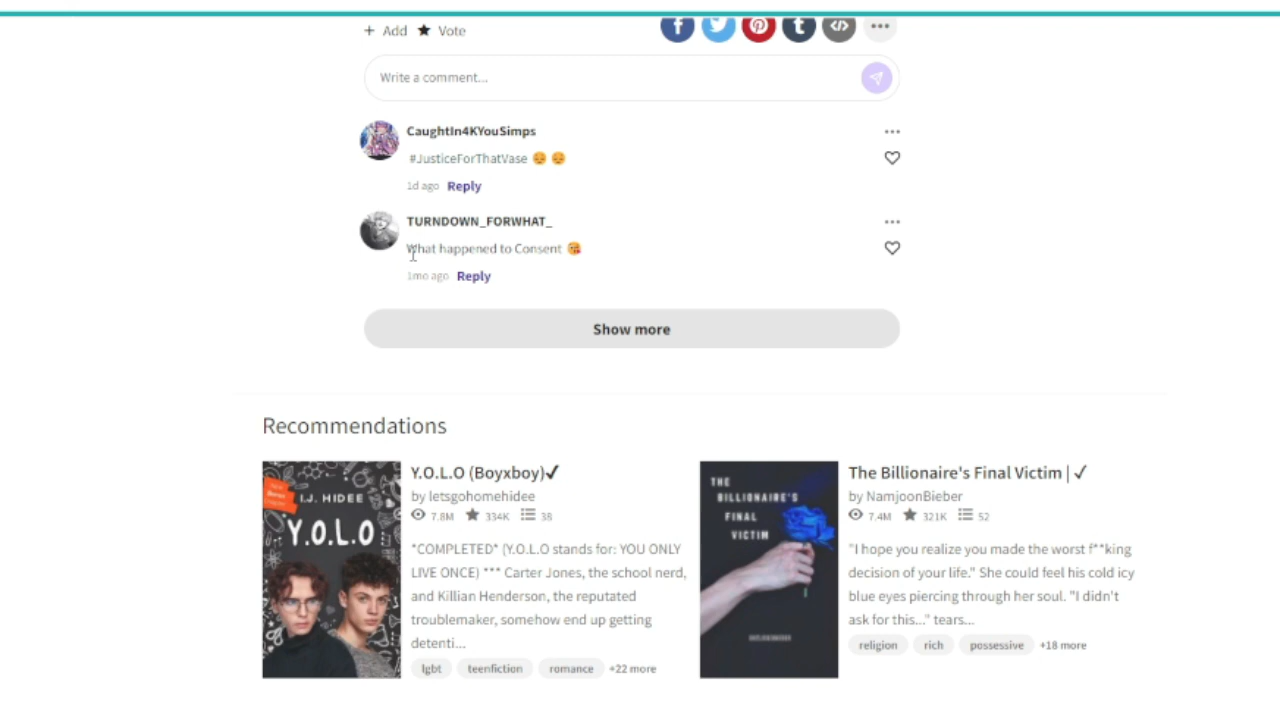 + Add ★ Vote
Write a comment...
CaughtIn4KYouSimps
#JusticeForThatVase 😔 😔
1d ago Reply
TURNDOWN_FORWHAT_
What happened to Consent 🥰
1mo ago Reply
Show more
Recommendations
I.J. HIDEE
Y.O.L.O
Y.O.L.O (Boyxboy)✓
by letsgohomehidee
7.8M 334K 38
*COMPLETED* (Y.O.L.O stands for: YOU ONLY
LIVE ONCE) *** Carter Jones, the school nerd,
and Killian Henderson, the reputated
troublemaker, somehow end up getting
detenti...
lgbt teenfiction romance +22 more
THE
BILLIONAIRE'S
FINAL
VICTIM
The Billionaire's Final Victim | ✓
by NamjoonBieber
7.4M 321K 52
"I hope you realize you made the worst f**king
decision of your life." She could feel his cold icy
blue eyes piercing through her soul. "I didn't
ask for this..." tears...
religion rich possessive +18 more